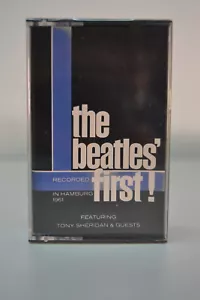 the
beatles'
RECORDED
IN HAMBURG
1961
first!
FEATURING
TONY SHERIDAN & GUESTS